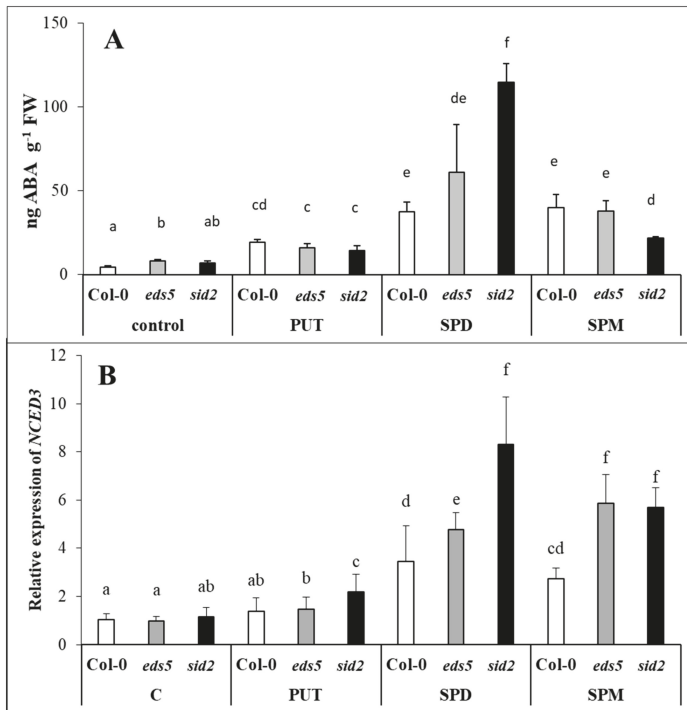 A
ng ABA g-1 FW
150
100
50
0
a b ab cd c c e de f e e d
Col-0 eds5 sid2 Col-0 eds5 sid2 Col-0 eds5 sid2 Col-0 eds5 sid2
control PUT SPD SPM
B
Relative expression of NCED3
12
10
8
6
4
2
0
a a ab ab b c d e f cd f f
Col-0 eds5 sid2 Col-0 eds5 sid2 Col-0 eds5 sid2 Col-0 eds5 sid2
C PUT SPD SPM